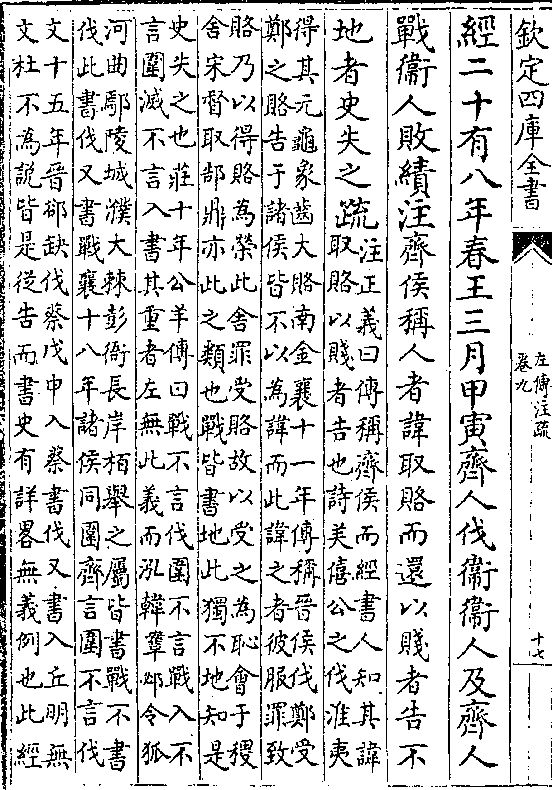 欽定四庫全書
左傳注疏
卷九
十七
經二十有八年春王三月甲寅齊人伐衞衞人及齊人
戰衞人敗績注齊侯稱人者諱取賂而還以賤者告不
地者史失之疏注正義曰傳稱齊侯而經書人知其諱
取賂以賤者告也詩美僖公之伐淮夷
得其元龜象齒大賂南金襄十一年傳稱晉侯伐鄭受
鄭之賂告于諸侯皆不以為諱而此諱之者彼服罪致
賂乃以得賂為榮此舍罪受賂故以受之為恥會于稷
舍宋督取郜鼎亦此之類也戰皆書地此獨不地知是
史失之也莊十年公羊傳曰戰不言伐圍不言戰入不
言圍滅不言入書其重者左無此義而泓韓鞌邲令狐
河曲鄢陵城濮大棘彭衙長岸柏舉之屬皆書戰不書
伐此書伐又書戰襄十八年諸侯同圍齊言圍不言伐
文十五年晉郤缺伐蔡戊申入蔡書伐又書入丘明無
文杜不為說皆是從告而書史有詳畧無義例也此經